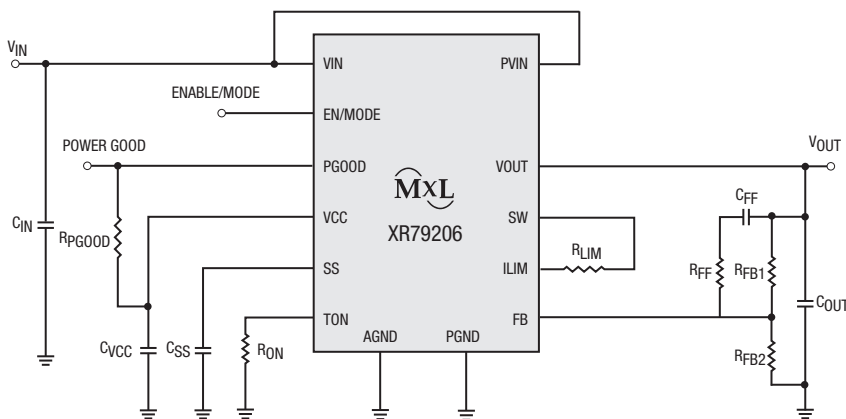 VIN
ENABLE/MODE
POWER GOOD
CIN
RPGOOD
CVCC
CSS
RON
VIN
EN/MODE
PGOOD
VCC
SS
TON
AGND
PGND
MXL
XR79206
PVIN
VOUT
SW
ILIM
FB
RLIM
VOUT
CFF
RFF
RFB1
COUT
RFB2